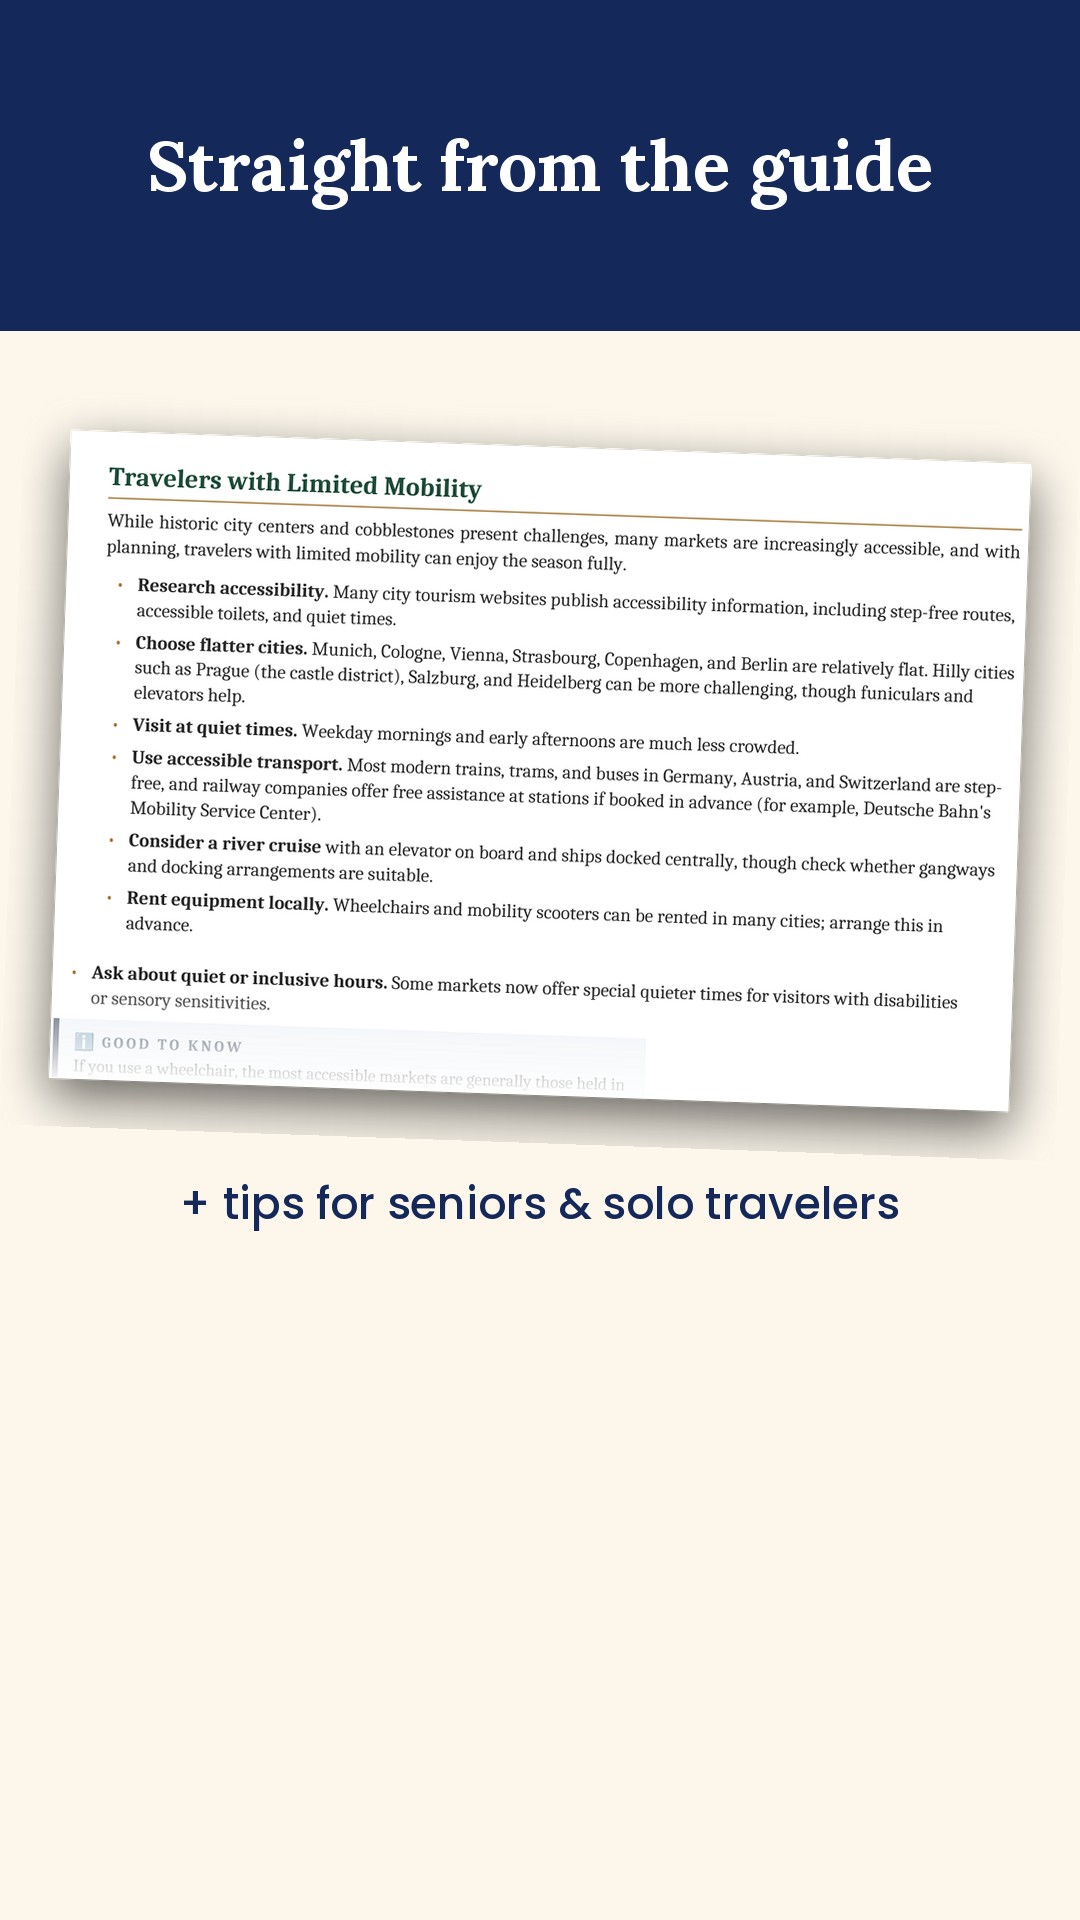 Straight from the guide
Travelers with Limited Mobility
While historic city centers and cobblestones present challenges, many markets are increasingly accessible, and with
planning, travelers with limited mobility can enjoy the season fully.
• Research accessibility. Many city tourism websites publish accessibility information, including step-free routes,
accessible toilets, and quiet times.
• Choose flatter cities. Munich, Cologne, Vienna, Strasbourg, Copenhagen, and Berlin are relatively flat. Hilly cities
such as Prague (the castle district), Salzburg, and Heidelberg can be more challenging, though funiculars and
elevators help.
• Visit at quiet times. Weekday mornings and early afternoons are much less crowded.
• Use accessible transport. Most modern trains, trams, and buses in Germany, Austria, and Switzerland are step-
free, and railway companies offer free assistance at stations if booked in advance (for example, Deutsche Bahn's
Mobility Service Center).
• Consider a river cruise with an elevator on board and ships docked centrally, though check whether gangways
and docking arrangements are suitable.
• Rent equipment locally. Wheelchairs and mobility scooters can be rented in many cities; arrange this in
advance.
• Ask about quiet or inclusive hours. Some markets now offer special quieter times for visitors with disabilities
or sensory sensitivities.
ℹ️ GOOD TO KNOW
If you use a wheelchair, the most accessible markets are generally those held in
+ tips for seniors & solo travelers